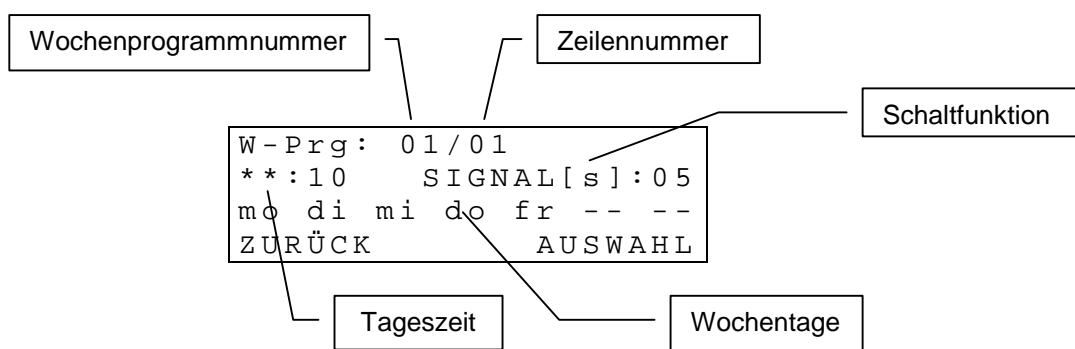 Wochenprogrammnummer
Zeilennummer
Schaltfunktion
W-Prg: 01/01
**:10 SIGNAL[s]:05
mo di mi do fr -- --
ZURÜCK AUSWAHL
Tageszeit
Wochentage